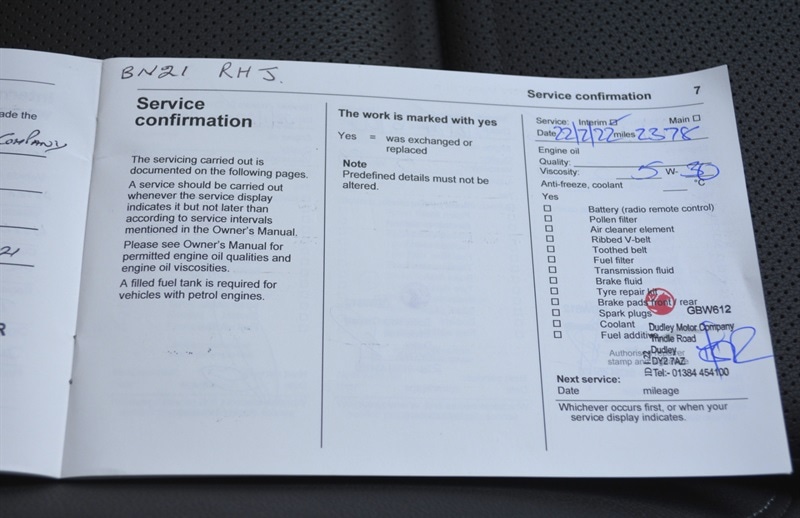 ade the
Company
21
R
BN21 RHJ.
Service confirmation 7
Service
confirmation
The servicing carried out is
documented on the following pages.
A service should be carried out
whenever the service display
indicates it but not later than
according to service intervals
mentioned in the Owner's Manual.
Please see Owner's Manual for
permitted engine oil qualities and
engine oil viscosities.
A filled fuel tank is required for
vehicles with petrol engines.
The work is marked with yes
Yes = was exchanged or
replaced
Note
Predefined details must not be
altered.
Service: Interim Main
Date 22/7/22 miles 2378
Engine oil
Quality:
Viscosity: 5 W- 30
Anti-freeze, coolant °C
Yes
Battery (radio remote control)
Pollen filter
Air cleaner element
Ribbed V-belt
Toothed belt
Fuel filter
Transmission fluid
Brake fluid
Tyre repair kit
Brake pads front / rear
Spark plugs GBW612
Coolant Dudley Motor Company
Fuel additive Trindle Road
Dudley
stamp and
DY2 7AZ
Tel:- 01384 454100
Next service:
Date mileage
Whichever occurs first, or when your
service display indicates.